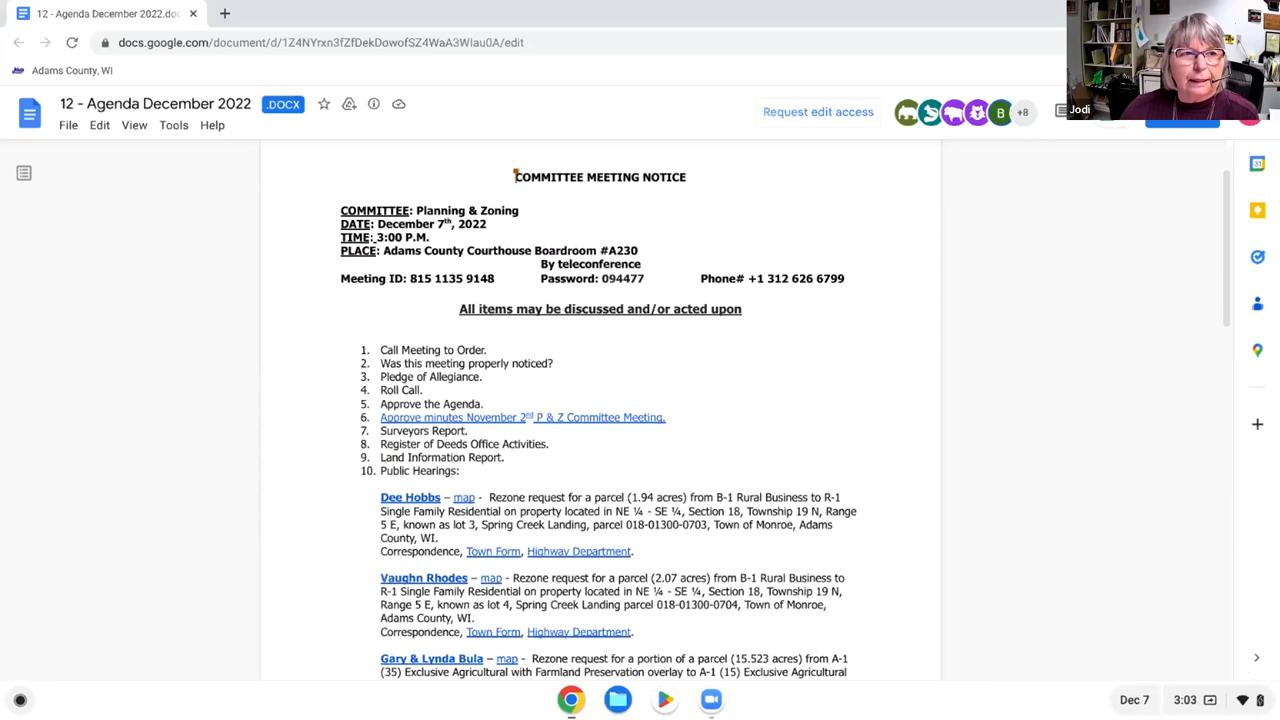 12 - Agenda December 2022.doc
docs.google.com/document/d/1Z4NYrxn3fZfDekDowofSZ4WaA3WIau0A/edit
Adams County, WI
12 - Agenda December 2022 .DOCX
Request edit access
B
+8
Jodi
File Edit View Tools Help
COMMITTEE MEETING NOTICE
COMMITTEE: Planning & Zoning
DATE: December 7th, 2022
TIME: 3:00 P.M.
PLACE: Adams County Courthouse Boardroom #A230
By teleconference
Meeting ID: 815 1135 9148 Password: 094477 Phone# +1 312 626 6799
All items may be discussed and/or acted upon
1. Call Meeting to Order.
2. Was this meeting properly noticed?
3. Pledge of Allegiance.
4. Roll Call.
5. Approve the Agenda.
6. Approve minutes November 2nd P & Z Committee Meeting.
7. Surveyors Report.
8. Register of Deeds Office Activities.
9. Land Information Report.
10. Public Hearings:
Dee Hobbs – map - Rezone request for a parcel (1.94 acres) from B-1 Rural Business to R-1
Single Family Residential on property located in NE ¼ - SE ¼, Section 18, Township 19 N, Range
5 E, known as lot 3, Spring Creek Landing, parcel 018-01300-0703, Town of Monroe, Adams
County, WI.
Correspondence, Town Form, Highway Department.
Vaughn Rhodes – map - Rezone request for a parcel (2.07 acres) from B-1 Rural Business to
R-1 Single Family Residential on property located in NE ¼ - SE ¼, Section 18, Township 19 N,
Range 5 E, known as lot 4, Spring Creek Landing parcel 018-01300-0704, Town of Monroe,
Adams County, WI.
Correspondence, Town Form, Highway Department.
Gary & Lynda Bula – map - Rezone request for a portion of a parcel (15.523 acres) from A-1
(35) Exclusive Agricultural with Farmland Preservation overlay to A-1 (15) Exclusive Agricultural
31
Dec 7 3:03